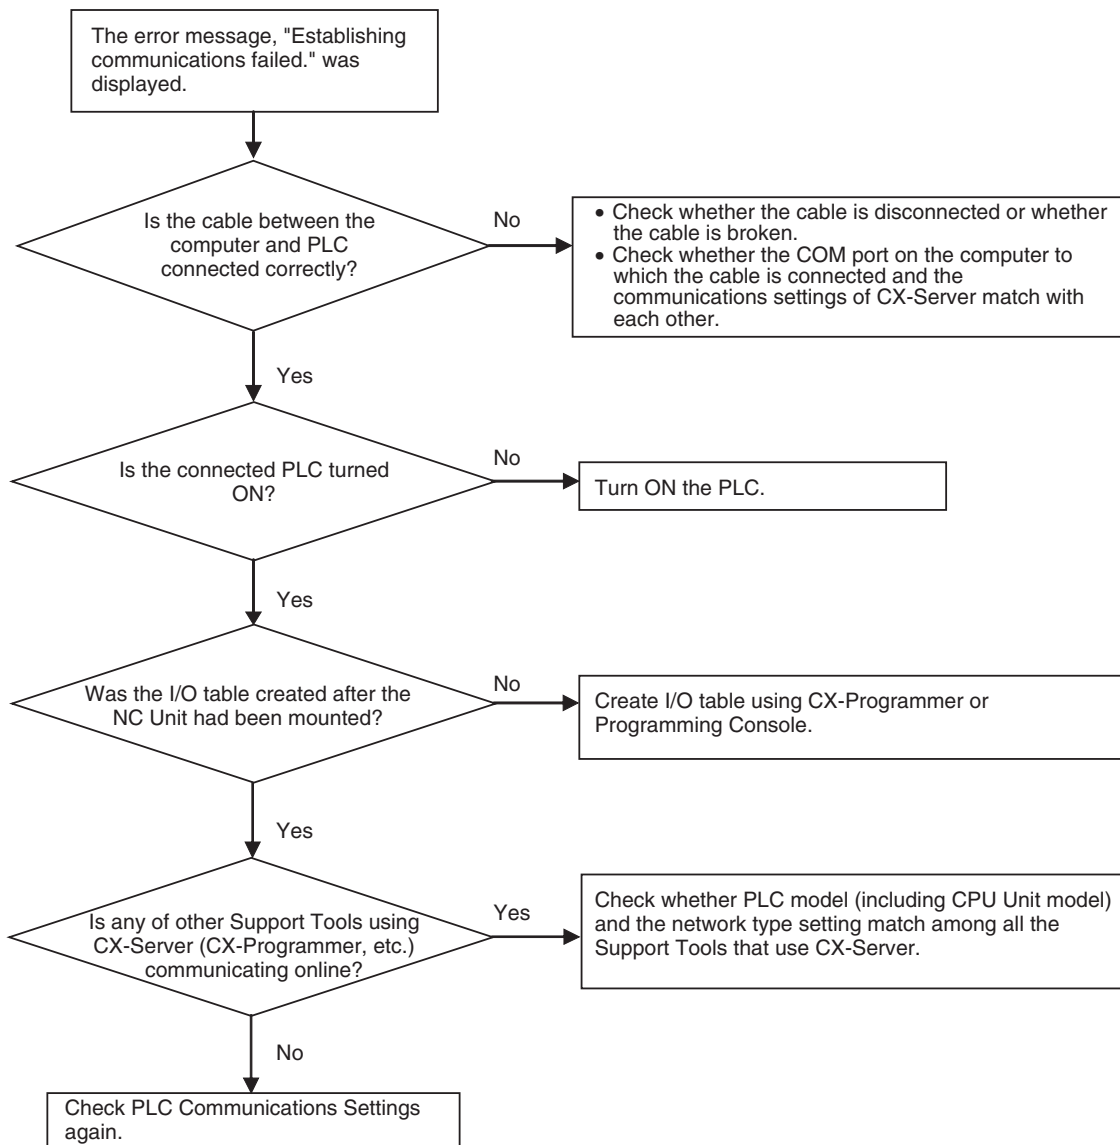 The error message, "Establishing
communications failed." was
displayed.
Is the cable between the
computer and PLC
connected correctly?
No
• Check whether the cable is disconnected or whether
the cable is broken.
• Check whether the COM port on the computer to
which the cable is connected and the
communications settings of CX-Server match with
each other.
Yes
Is the connected PLC turned
ON?
No
Turn ON the PLC.
Yes
Was the I/O table created after the
NC Unit had been mounted?
No
Create I/O table using CX-Programmer or
Programming Console.
Yes
Is any of other Support Tools using
CX-Server (CX-Programmer, etc.)
communicating online?
Yes
Check whether PLC model (including CPU Unit model)
and the network type setting match among all the
Support Tools that use CX-Server.
No
Check PLC Communications Settings
again.